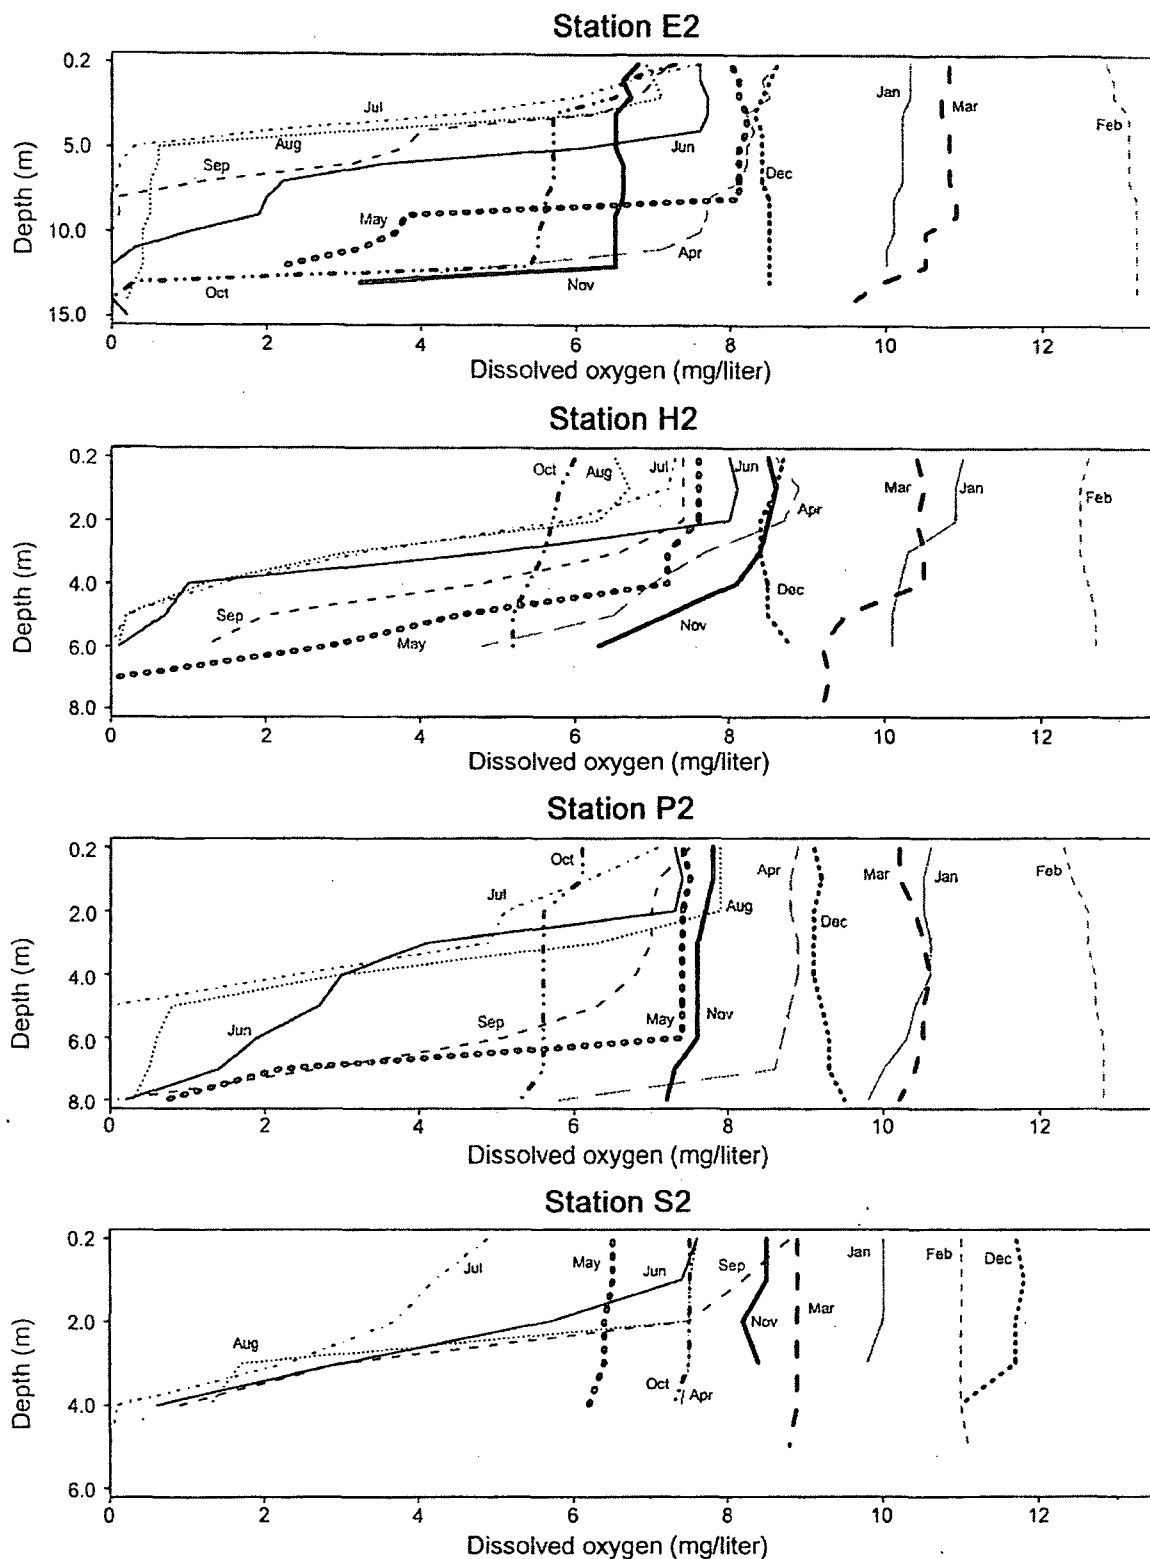 Station E2
0.2
5.0
10.0
15.0
Depth (m)
Jul
Aug
Sep
Jun
May
Oct
Nov
Apr
Dec
Jan
Mar
Feb
0 2 4 6 8 10 12
Dissolved oxygen (mg/liter)
Station H2
0.2
2.0
4.0
6.0
8.0
Depth (m)
Oct
Aug
Jul
Jun
Apr
Mar
Jan
Feb
Sep
May
Nov
Dec
0 2 4 6 8 10 12
Dissolved oxygen (mg/liter)
Station P2
0.2
2.0
4.0
6.0
8.0
Depth (m)
Oct
Jul
Aug
Apr
Dec
Mar
Jan
Feb
Jun
Sep
May
Nov
0 2 4 6 8 10 12
Dissolved oxygen (mg/liter)
Station S2
0.2
2.0
4.0
6.0
Depth (m)
Jul
Aug
May
Jun
Sep
Nov
Mar
Jan
Feb
Dec
Oct
Apr
0 2 4 6 8 10 12
Dissolved oxygen (mg/liter)